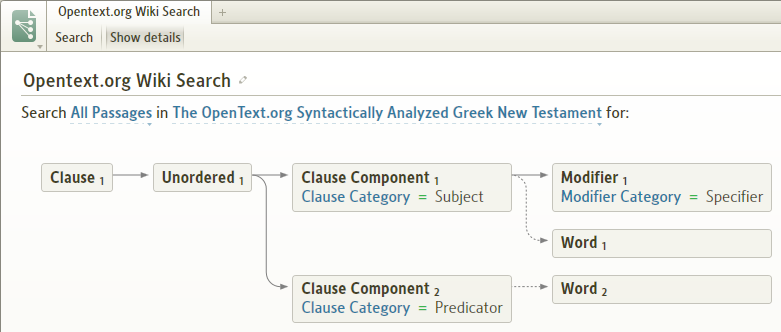 Opentext.org Wiki Search +
Search Show details
Opentext.org Wiki Search
Search All Passages in The OpenText.org Syntactically Analyzed Greek New Testament for:
Clause 1
Unordered 1
Clause Component 1
Clause Category = Subject
Modifier 1
Modifier Category = Specifier
Word 1
Clause Component 2
Clause Category = Predicator
Word 2